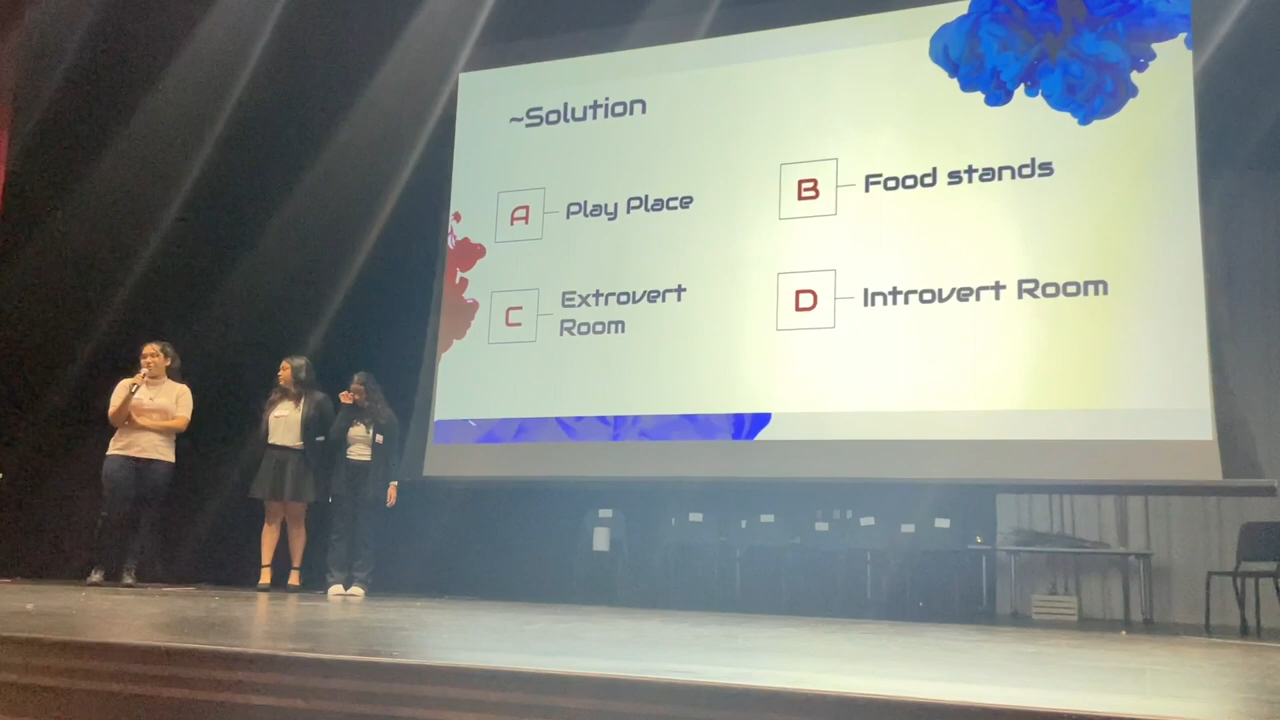 ~Solution
A
Play Place
B
Food stands
C
Extrovert
Room
D
Introvert Room